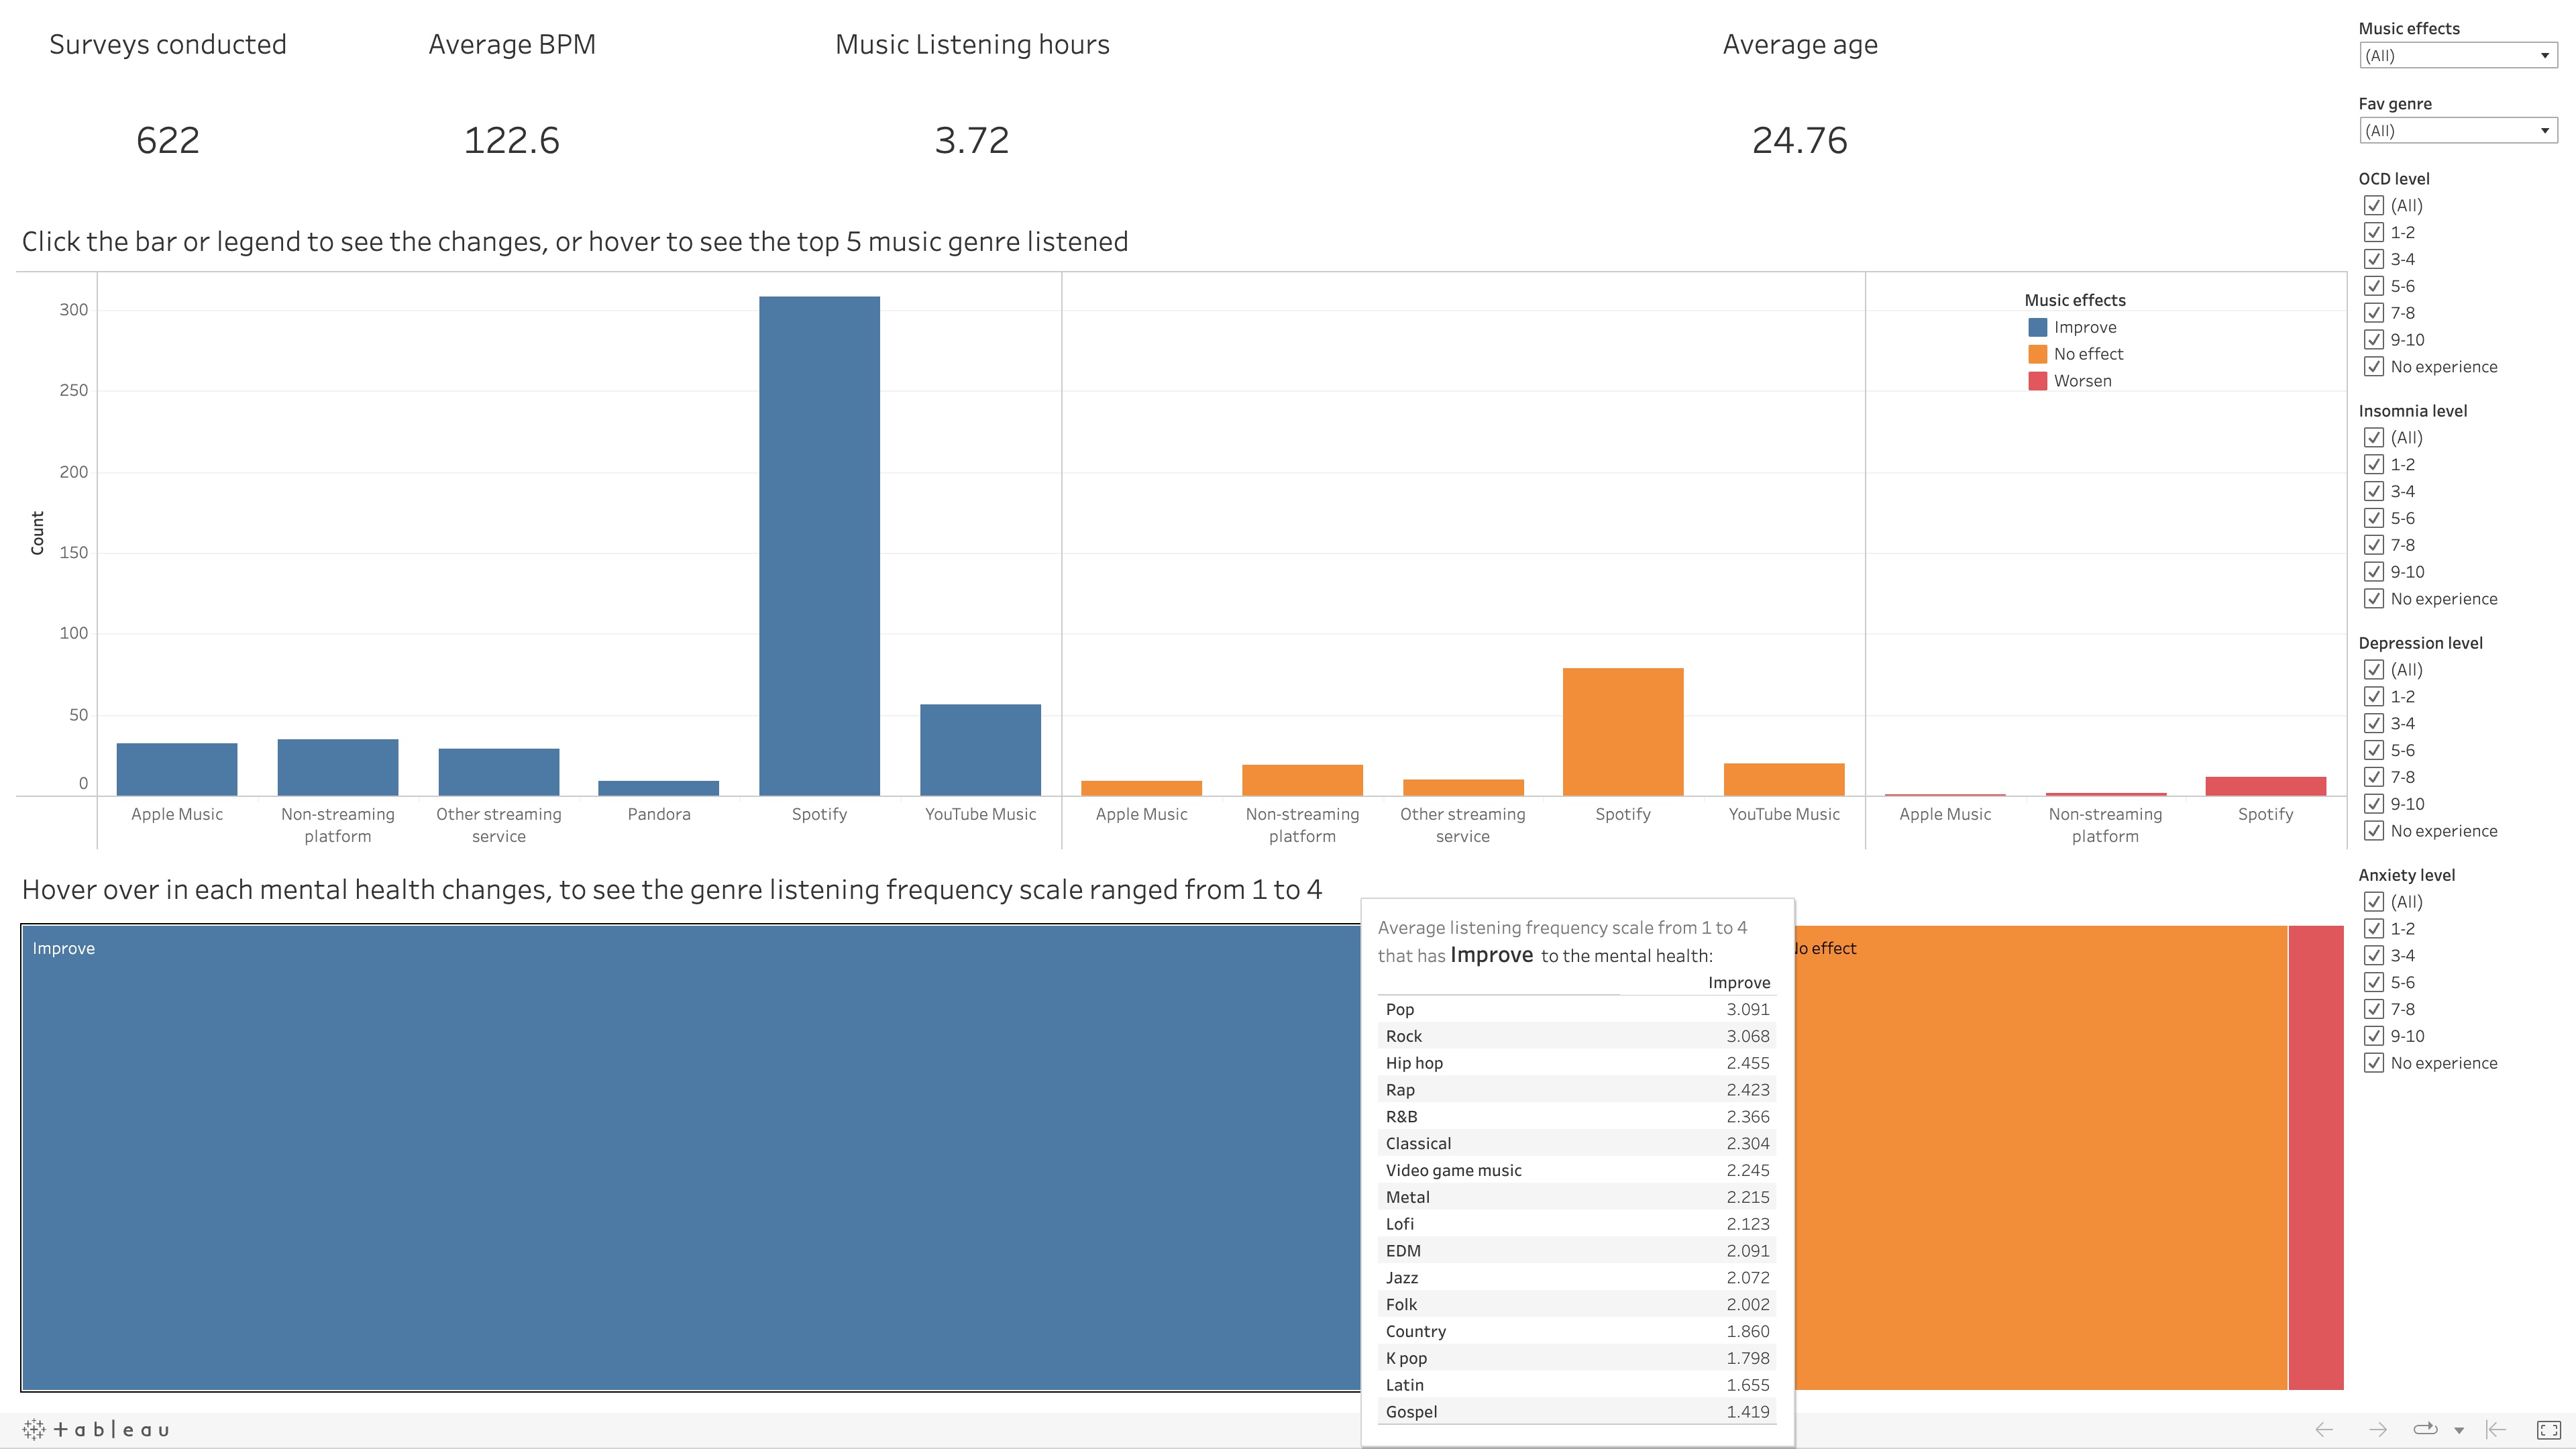 Surveys conducted
Average BPM
Music Listening hours
Average age
622
122.6
3.72
24.76
Click the bar or legend to see the changes, or hover to see the top 5 music genre listened
Count
300
250
200
150
100
50
0
Music effects
Improve
No effect
Worsen
Apple Music
Non-streaming
platform
Other streaming
service
Pandora
Spotify
YouTube Music
Apple Music
Non-streaming
platform
Other streaming
service
Spotify
YouTube Music
Apple Music
Non-streaming
platform
Spotify
Hover over in each mental health changes, to see the genre listening frequency scale ranged from 1 to 4
Improve
Average listening frequency scale from 1 to 4
that has Improve to the mental health:
Improve
Pop 3.091
Rock 3.068
Hip hop 2.455
Rap 2.423
R&B 2.366
Classical 2.304
Video game music 2.245
Metal 2.215
Lofi 2.123
EDM 2.091
Jazz 2.072
Folk 2.002
Country 1.860
K pop 1.798
Latin 1.655
Gospel 1.419
No effect
Music effects
(All)
Fav genre
(All)
OCD level
(All)
1-2
3-4
5-6
7-8
9-10
No experience
Insomnia level
(All)
1-2
3-4
5-6
7-8
9-10
No experience
Depression level
(All)
1-2
3-4
5-6
7-8
9-10
No experience
Anxiety level
(All)
1-2
3-4
5-6
7-8
9-10
No experience
+ableau